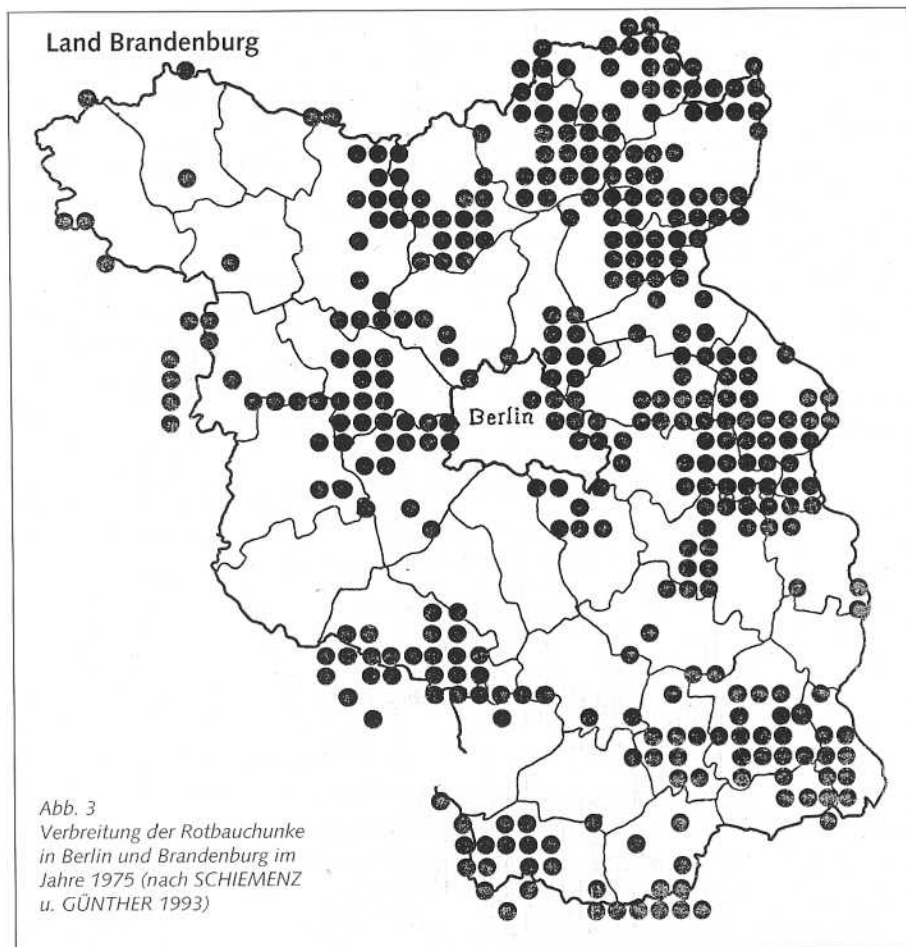 Land Brandenburg
Berlin
Abb. 3
Verbreitung der Rotbauchunke
in Berlin und Brandenburg im
Jahre 1975 (nach SCHIEMENZ
u. GÜNTHER 1993)